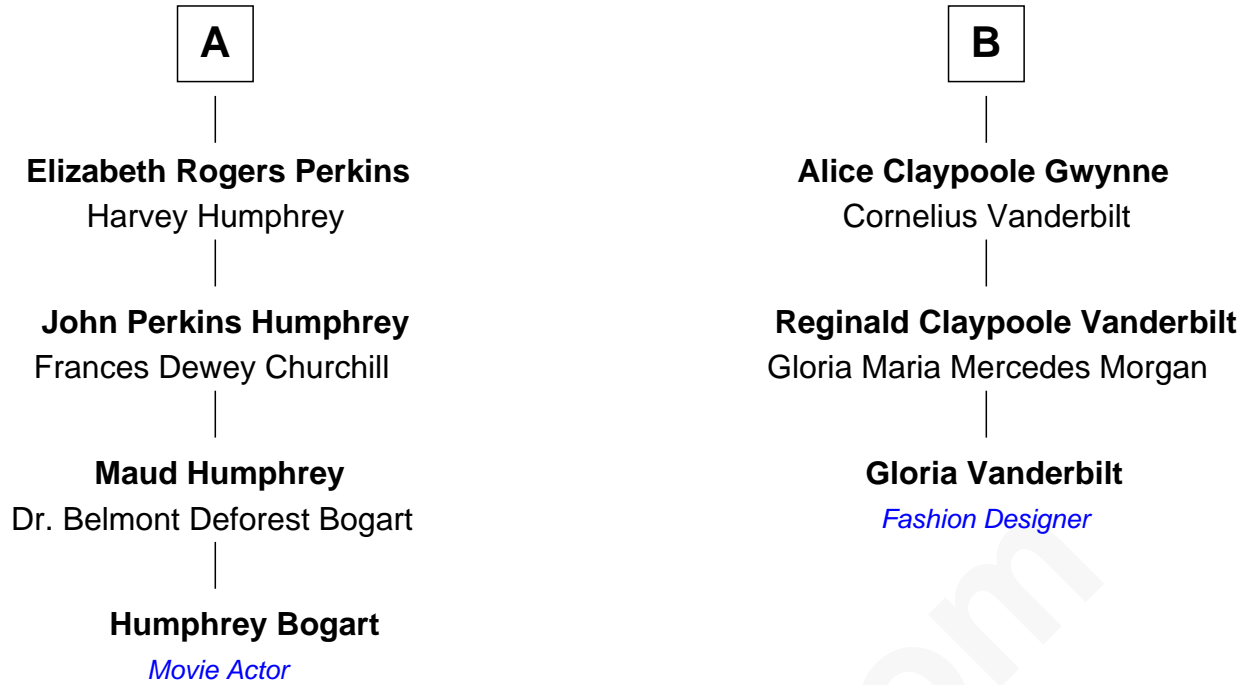 A
Elizabeth Rogers Perkins
Harvey Humphrey
John Perkins Humphrey
Frances Dewey Churchill
Maud Humphrey
Dr. Belmont Deforest Bogart
Humphrey Bogart
Movie Actor
B
Alice Claypoole Gwynne
Cornelius Vanderbilt
Reginald Claypoole Vanderbilt
Gloria Maria Mercedes Morgan
Gloria Vanderbilt
Fashion Designer
om